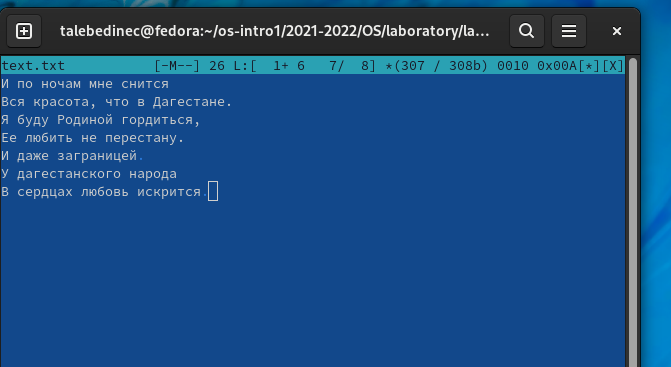 talebedinec@fedora:~/os-intro1/2021-2022/OS/laboratory/la...
text.txt [-M--] 26 L:[ 1+ 6 7/ 8] *(307 / 308b) 0010 0x00A[*][X]
И по ночам мне снится
Вся красота, что в Дагестане.
Я буду Родиной гордиться,
Ее любить не перестану.
И даже заграницей.
У дагестанского народа
В сердцах любовь искрится.